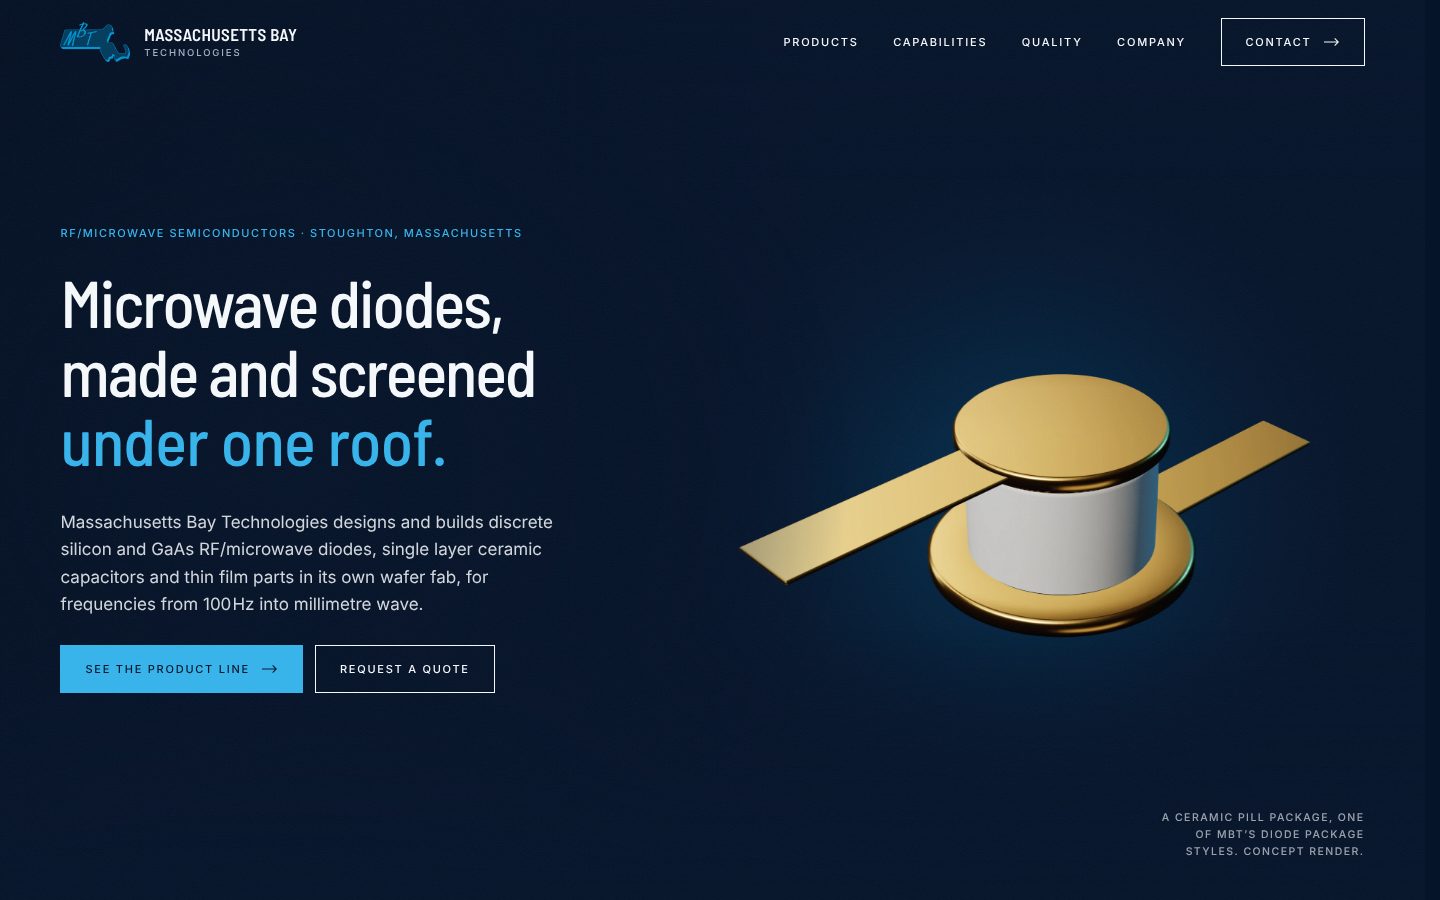 MBT
MASSACHUSETTS BAY
TECHNOLOGIES
PRODUCTS
CAPABILITIES
QUALITY
COMPANY
CONTACT
RF/MICROWAVE SEMICONDUCTORS · STOUGHTON, MASSACHUSETTS
Microwave diodes,
made and screened
under one roof.
Massachusetts Bay Technologies designs and builds discrete
silicon and GaAs RF/microwave diodes, single layer ceramic
capacitors and thin film parts in its own wafer fab, for
frequencies from 100 Hz into millimetre wave.
SEE THE PRODUCT LINE
REQUEST A QUOTE
A CERAMIC PILL PACKAGE, ONE
OF MBT'S DIODE PACKAGE
STYLES. CONCEPT RENDER.